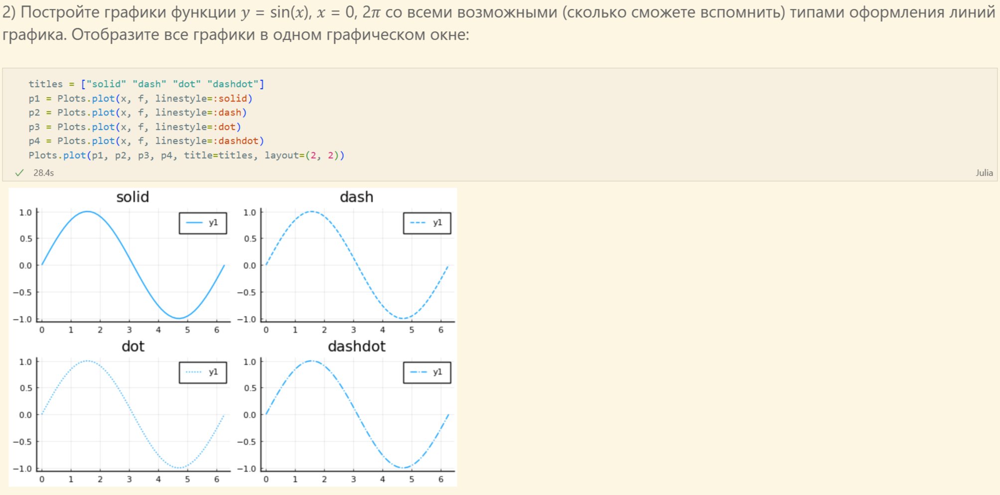 2) Постройте графики функции y = sin(x), x = 0, 2π со всеми возможными (сколько сможете вспомнить) типами оформления линий
графика. Отобразите все графики в одном графическом окне:
titles = ["solid" "dash" "dot" "dashdot"]
p1 = Plots.plot(x, f, linestyle=:solid)
p2 = Plots.plot(x, f, linestyle=:dash)
p3 = Plots.plot(x, f, linestyle=:dot)
p4 = Plots.plot(x, f, linestyle=:dashdot)
Plots.plot(p1, p2, p3, p4, title=titles, layout=(2, 2))
28.4s
Julia
solid
1.0
0.5
0.0
−0.5
−1.0
y1
0 1 2 3 4 5 6
dash
1.0
0.5
0.0
−0.5
−1.0
y1
0 1 2 3 4 5 6
dot
1.0
0.5
0.0
−0.5
−1.0
y1
0 1 2 3 4 5 6
dashdot
1.0
0.5
0.0
−0.5
−1.0
y1
0 1 2 3 4 5 6